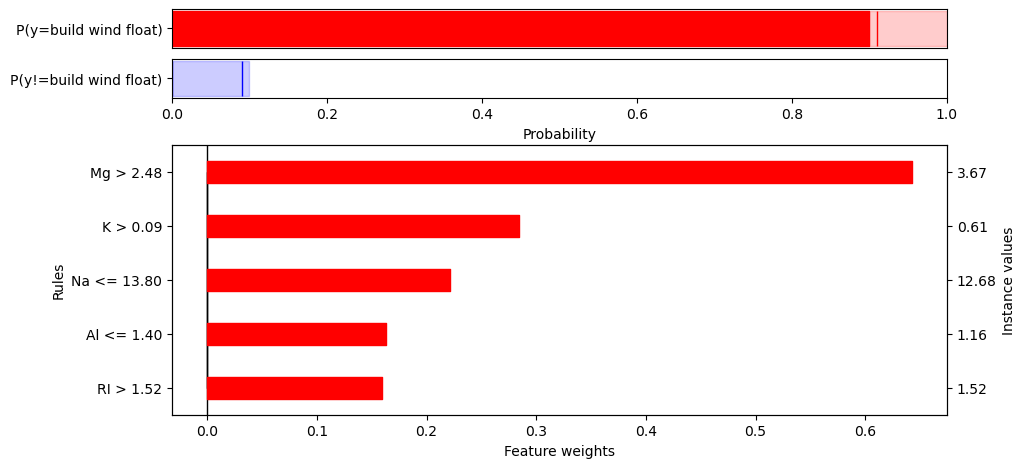 P(y=build wind float)
P(y!=build wind float)
0.0 0.2 0.4 0.6 0.8 1.0
Probability
Mg > 2.48 3.67
K > 0.09 0.61
Na <= 13.80 12.68
Al <= 1.40 1.16
RI > 1.52 1.52
Rules
Instance values
0.0 0.1 0.2 0.3 0.4 0.5 0.6
Feature weights